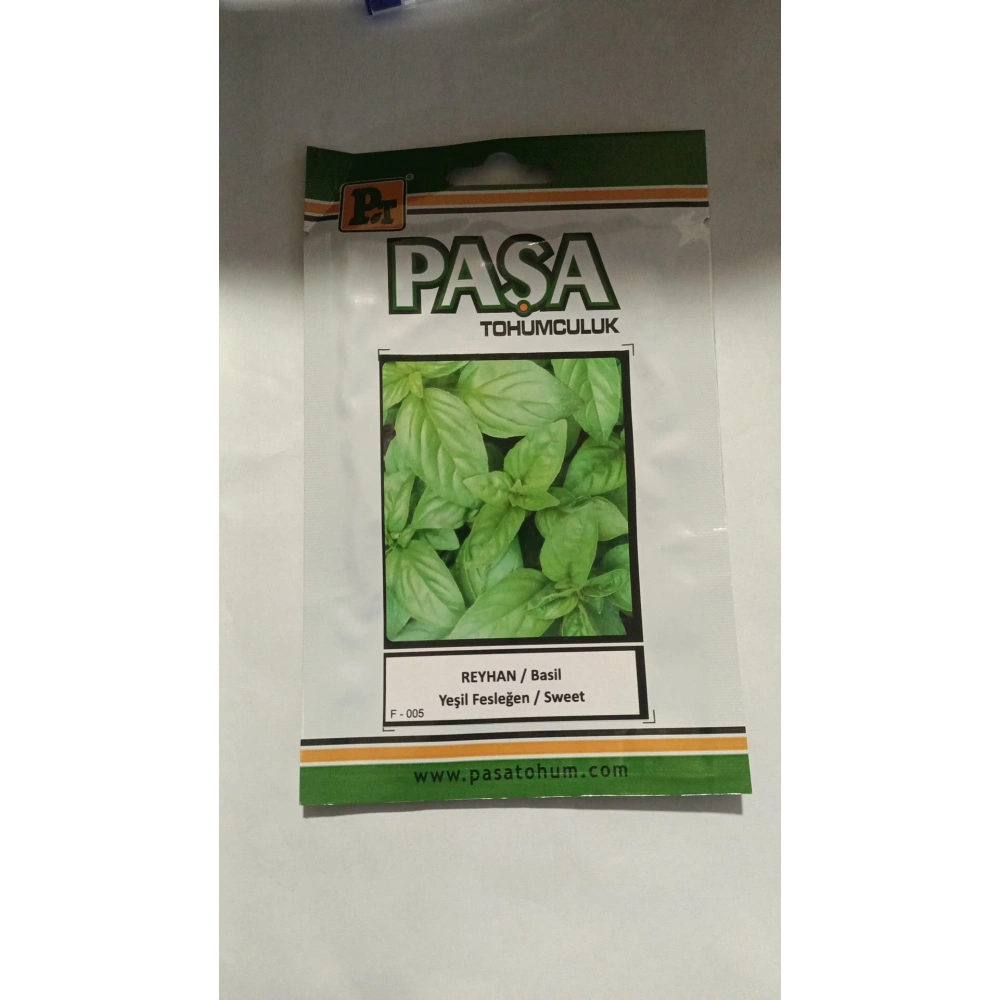 PT
PAŞA
TOHUMCULUK
REYHAN / Basil
Yeşil Fesleğen / Sweet
F - 005
www.pasatohum.com